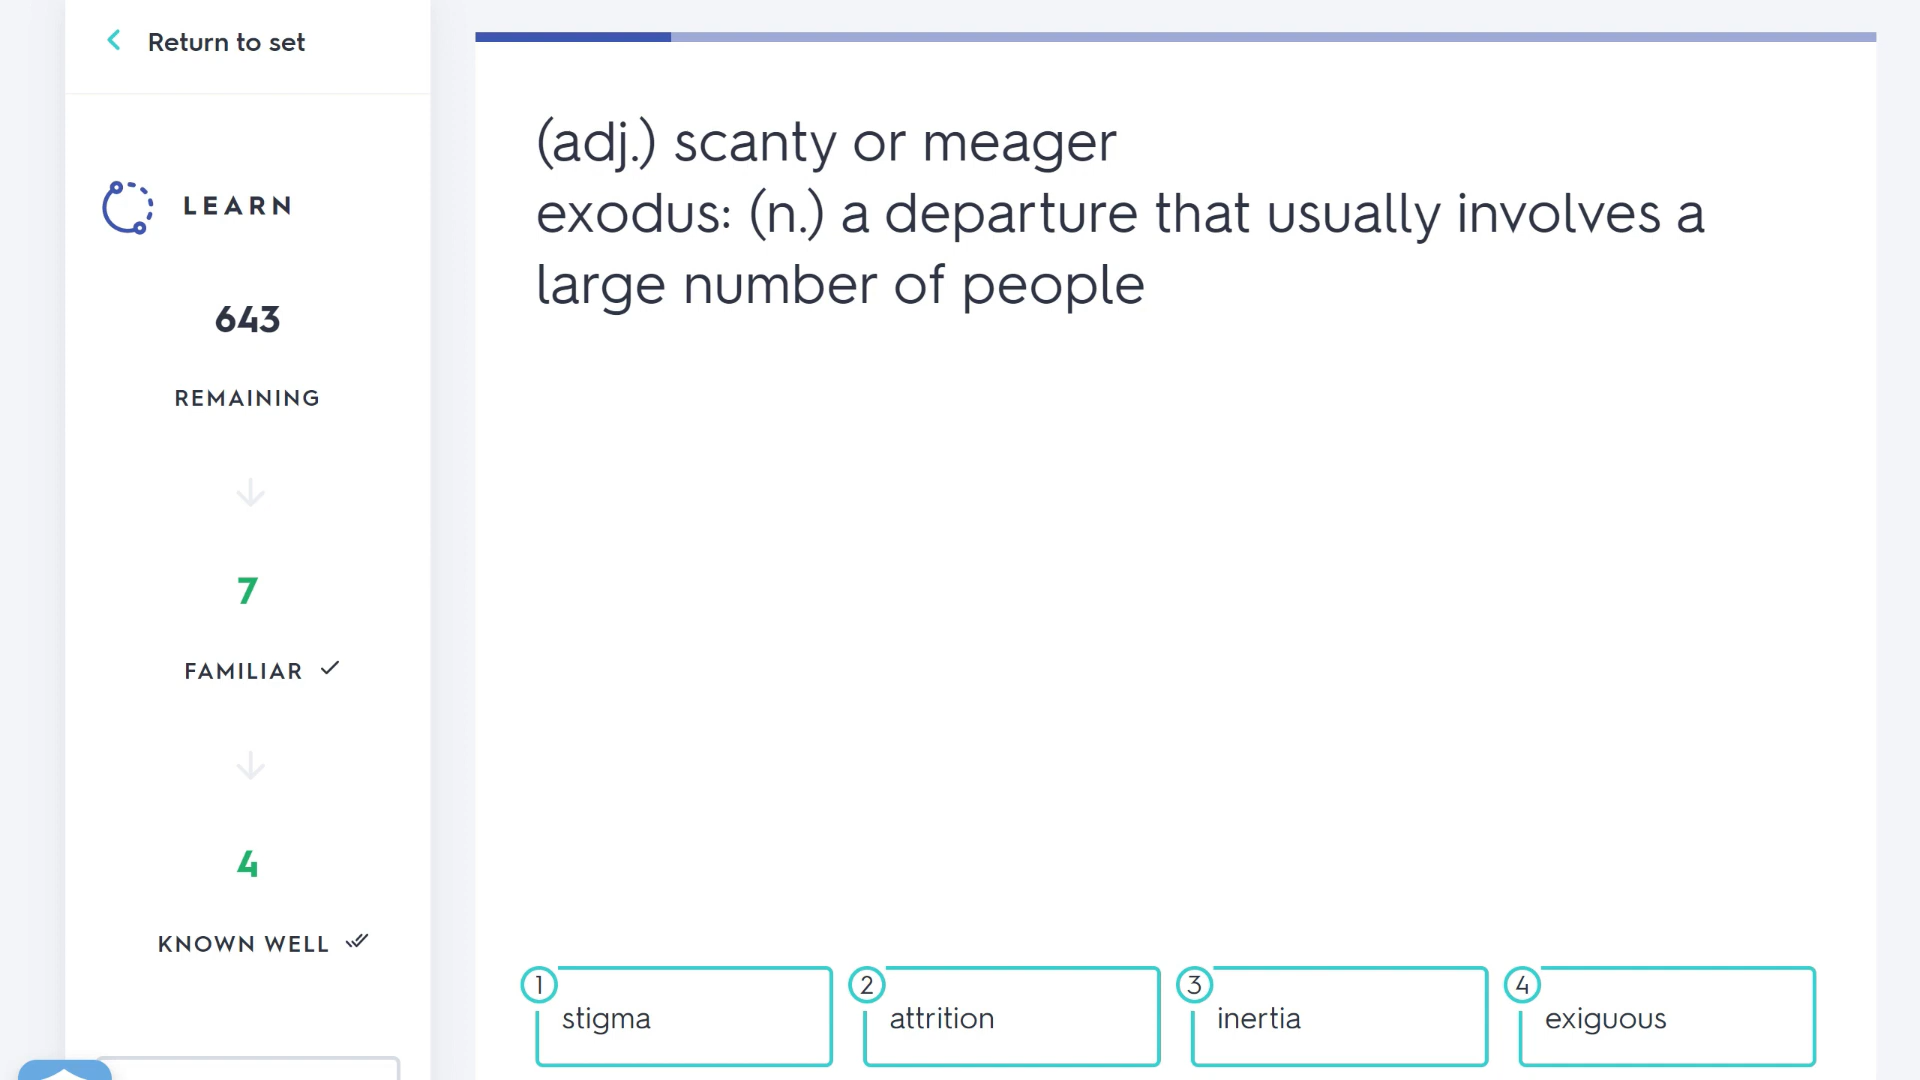 Return to set
LEARN
643
REMAINING
7
FAMILIAR
4
KNOWN WELL
(adj.) scanty or meager
exodus: (n.) a departure that usually involves a
large number of people
1
stigma
2
attrition
3
inertia
4
exiguous